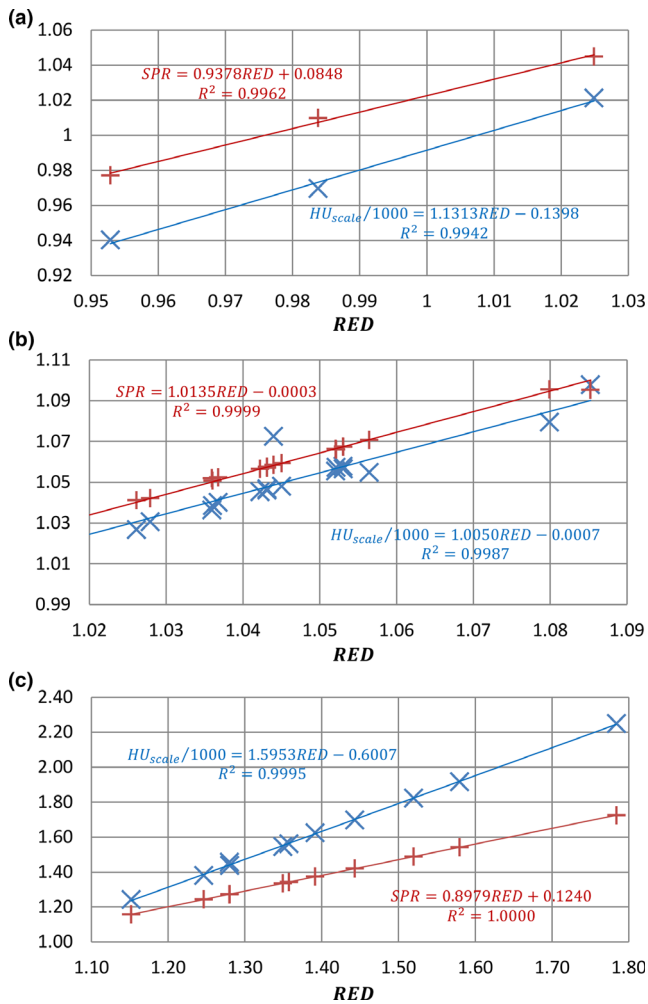 (a)
1.06
1.04
1.02
1
0.98
0.96
0.94
0.92
SPR = 0.9378RED + 0.0848
R² = 0.9962
HU_scale/1000 = 1.1313RED − 0.1398
R² = 0.9942
0.95 0.96 0.97 0.98 0.99 1 1.01 1.02 1.03
RED
(b)
1.11
1.09
1.07
1.05
1.03
1.01
0.99
SPR = 1.0135RED − 0.0003
R² = 0.9999
HU_scale/1000 = 1.0050RED − 0.0007
R² = 0.9987
1.02 1.03 1.04 1.05 1.06 1.07 1.08 1.09
RED
(c)
2.40
2.20
2.00
1.80
1.60
1.40
1.20
1.00
HU_scale/1000 = 1.5953RED − 0.6007
R² = 0.9995
SPR = 0.8979RED + 0.1240
R² = 1.0000
1.10 1.20 1.30 1.40 1.50 1.60 1.70 1.80
RED